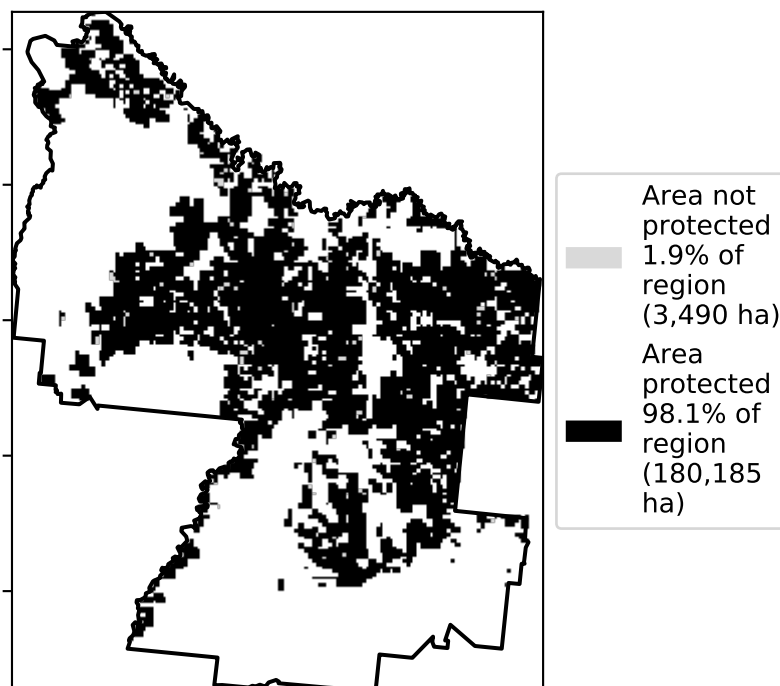 Area not
protected
1.9% of
region
(3,490 ha)
Area
protected
98.1% of
region
(180,185
ha)